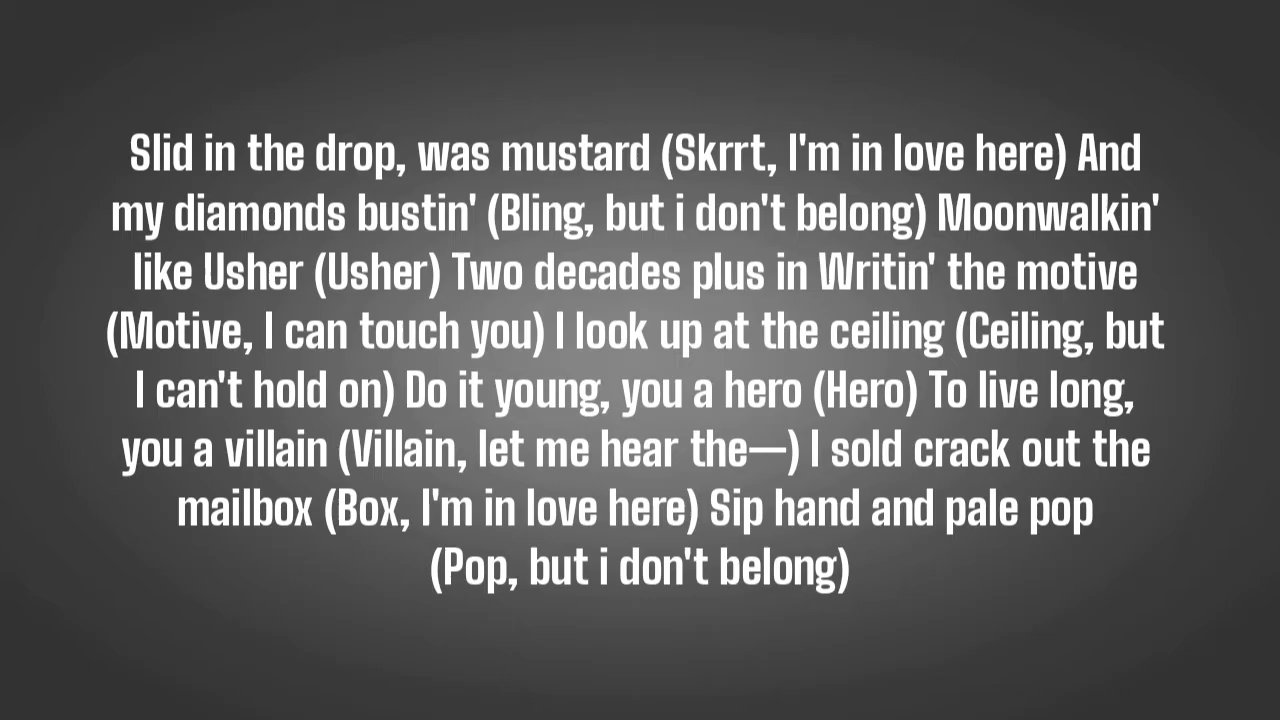 Slid in the drop, was mustard (Skrrt, I'm in love here) And
my diamonds bustin' (Bling, but i don't belong) Moonwalkin'
like Usher (Usher) Two decades plus in Writin' the motive
(Motive, I can touch you) I look up at the ceiling (Ceiling, but
I can't hold on) Do it young, you a hero (Hero) To live long,
you a villain (Villain, let me hear the—) I sold crack out the
mailbox (Box, I'm in love here) Sip hand and pale pop
(Pop, but i don't belong)